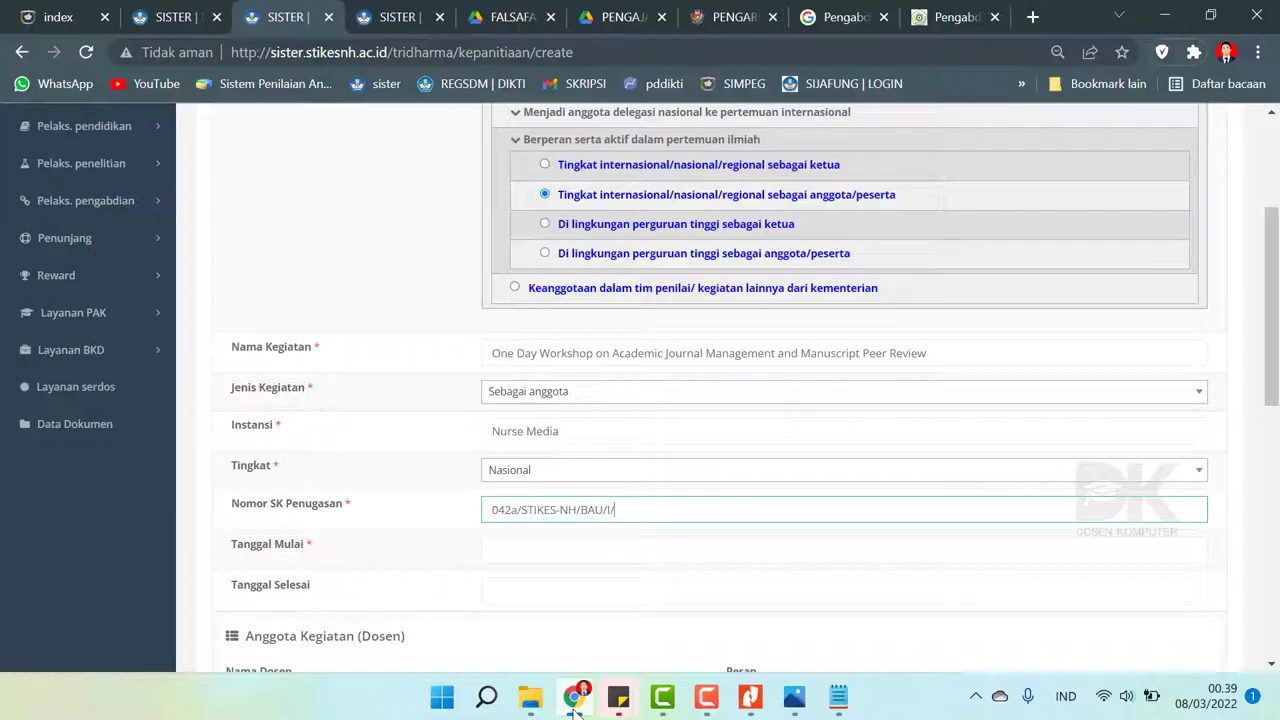 SISTER |
SISTER |
SISTER |
SISTER |
FALSAFA
PENGAJA
PENGAR
Pengabd
Pengabd
Tidak aman
http://sister.stikesnh.ac.id/tridharma/kepanitiaan/create
WhatsApp
YouTube
Sistem Penilaian An...
sister
REGSDM | DIKTI
SKRIPSI
pddikti
SIMPEG
SIJAFUNG | LOGIN
»
Bookmark lain
Daftar bacaan
Pelaks. pendidikan
Pelaks. penelitian
Pelaks. pengabdian
Penunjang
Reward
Layanan PAK
Layanan BKD
Layanan serdos
Data Dokumen
Menjadi anggota delegasi nasional ke pertemuan internasional
Berperan serta aktif dalam pertemuan ilmiah
Tingkat internasional/nasional/regional sebagai ketua
Tingkat internasional/nasional/regional sebagai anggota/peserta
Di lingkungan perguruan tinggi sebagai ketua
Di lingkungan perguruan tinggi sebagai anggota/peserta
Keanggotaan dalam tim penilai/ kegiatan lainnya dari kementerian
Nama Kegiatan *
One Day Workshop on Academic Journal Management and Manuscript Peer Review
Jenis Kegiatan *
Sebagai anggota
Instansi *
Nurse Media
Tingkat *
Nasional
Nomor SK Penugasan *
042a/STIKES-NH/BAU/I/
DK
DOSEN KOMPUTER
Tanggal Mulai *
Tanggal Selesai
Anggota Kegiatan (Dosen)
Nama Dosen
Peran
IND
00.39
08/03/2022
1